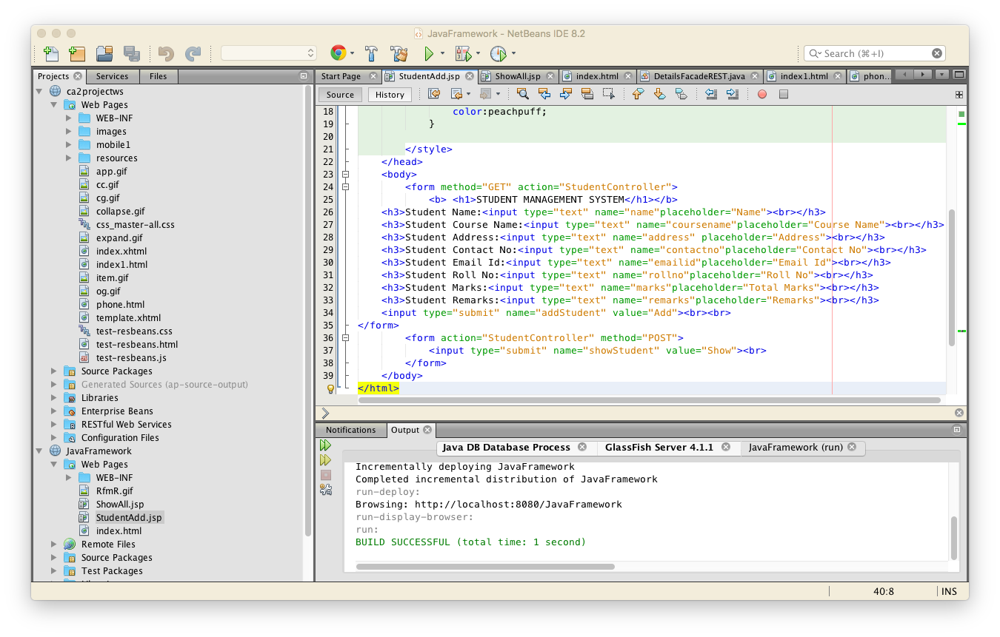 JavaFramework - NetBeans IDE 8.2
Search (⌘+I)
Projects
Services
Files
ca2projectws
Web Pages
WEB-INF
images
mobile1
resources
app.gif
cc.gif
cg.gif
collapse.gif
css_master-all.css
expand.gif
index.xhtml
index1.html
item.gif
og.gif
phone.html
template.xhtml
test-resbeans.css
test-resbeans.html
test-resbeans.js
Source Packages
Generated Sources (ap-source-output)
Libraries
Enterprise Beans
RESTful Web Services
Configuration Files
JavaFramework
Web Pages
WEB-INF
RfmR.gif
ShowAll.jsp
StudentAdd.jsp
index.html
Remote Files
Source Packages
Test Packages
Start Page
StudentAdd.jsp
ShowAll.jsp
index.html
DetailsFacadeREST.java
index1.html
phon...
Source
History
18 color:peachpuff;
19 }
20
21 </style>
22 </head>
23 <body>
24 <form method="GET" action="StudentController">
25 <b> <h1>STUDENT MANAGEMENT SYSTEM</h1></b>
26 <h3>Student Name:<input type="text" name="name"placeholder="Name"><br></h3>
27 <h3>Student Course Name:<input type="text" name="coursename"placeholder="Course Name"><br></h3>
28 <h3>Student Address:<input type="text" name="address" placeholder="Address"><br></h3>
29 <h3>Student Contact No:<input type="text" name="contactno"placeholder="Contact No"><br></h3>
30 <h3>Student Email Id:<input type="text" name="emailid"placeholder="Email Id"><br></h3>
31 <h3>Student Roll No:<input type="text" name="rollno"placeholder="Roll No"><br></h3>
32 <h3>Student Marks:<input type="text" name="marks"placeholder="Total Marks"><br></h3>
33 <h3>Student Remarks:<input type="text" name="remarks"placeholder="Remarks"><br></h3>
34 <input type="submit" name="addStudent" value="Add"><br><br>
35 </form>
36 <form action="StudentController" method="POST">
37 <input type="submit" name="showStudent" value="Show"><br>
38 </form>
39 </body>
</html>
Notifications
Output
Java DB Database Process
GlassFish Server 4.1.1
JavaFramework (run)
Incrementally deploying JavaFramework
Completed incremental distribution of JavaFramework
run-deploy:
Browsing: http://localhost:8080/JavaFramework
run-display-browser:
run:
BUILD SUCCESSFUL (total time: 1 second)
40:8
INS